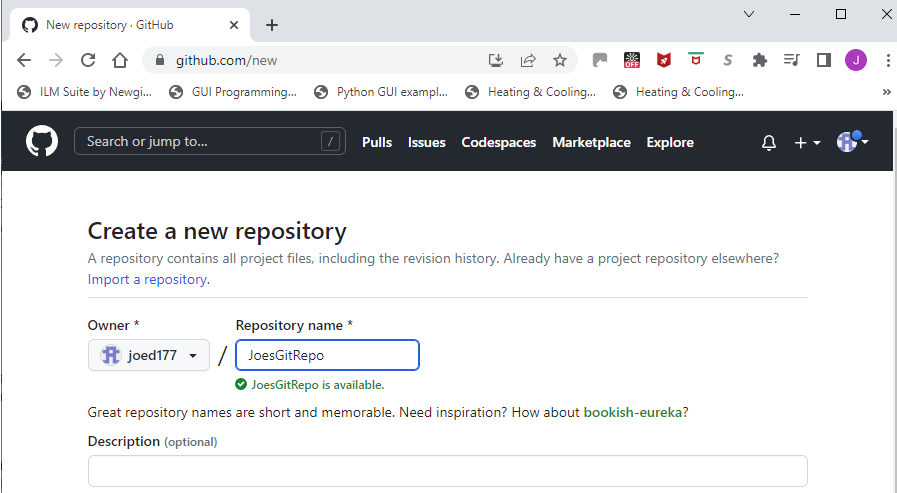 New repository · GitHub
github.com/new
OFF
S
J
ILM Suite by Newgi...
GUI Programming...
Python GUI exampl...
Heating & Cooling...
Heating & Cooling...
»
Search or jump to...
/
Pulls
Issues
Codespaces
Marketplace
Explore
Create a new repository
A repository contains all project files, including the revision history. Already have a project repository elsewhere?
Import a repository.
Owner *
Repository name *
joed177
/
JoesGitRepo
JoesGitRepo is available.
Great repository names are short and memorable. Need inspiration? How about bookish-eureka?
Description (optional)